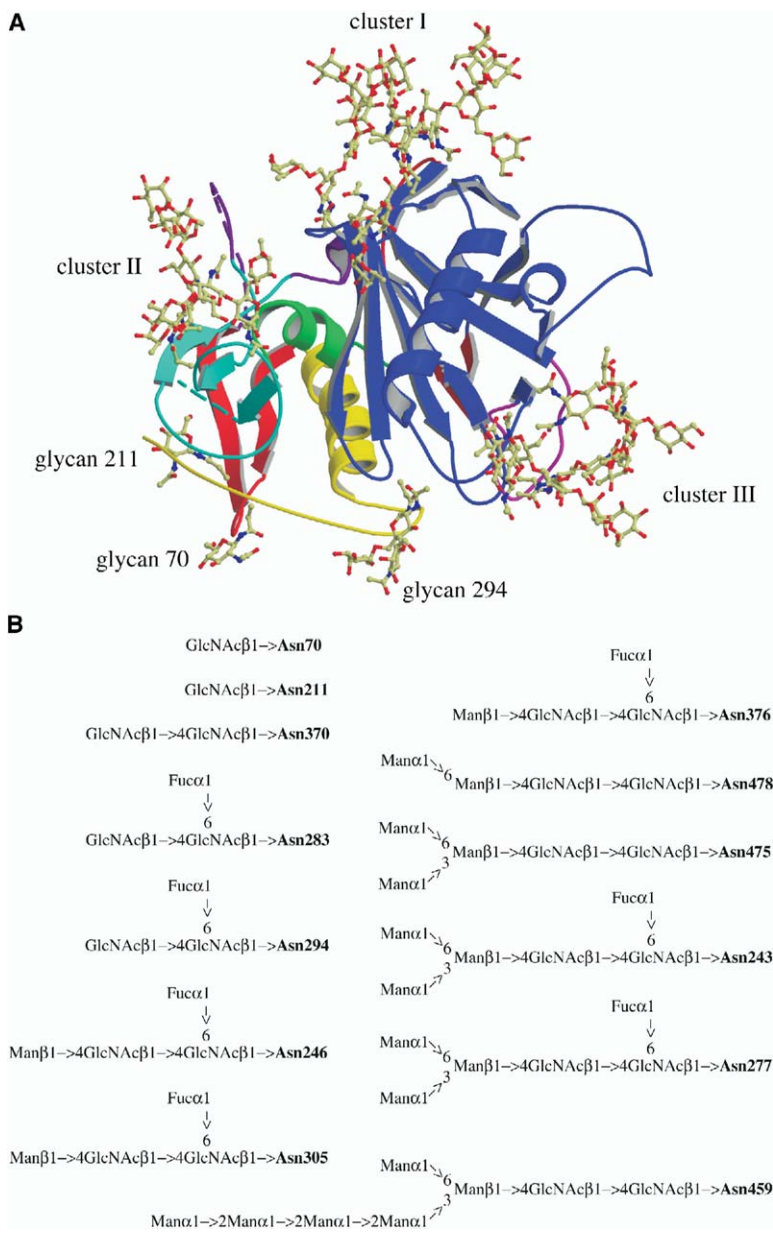 A
cluster I
cluster II
glycan 211
glycan 70
glycan 294
cluster III
B
GlcNAcβ1–>Asn70
GlcNAcβ1–>Asn211
GlcNAcβ1–>4GlcNAcβ1–>Asn370
Fucα1
6
GlcNAcβ1–>4GlcNAcβ1–>Asn283
Fucα1
6
GlcNAcβ1–>4GlcNAcβ1–>Asn294
Fucα1
6
Manβ1–>4GlcNAcβ1–>4GlcNAcβ1–>Asn246
Fucα1
6
Manβ1–>4GlcNAcβ1–>4GlcNAcβ1–>Asn305
Fucα1
6
Manβ1–>4GlcNAcβ1–>4GlcNAcβ1–>Asn376
Manα1
6
Manβ1–>4GlcNAcβ1–>4GlcNAcβ1–>Asn478
Manα1
6
Manβ1–>4GlcNAcβ1–>4GlcNAcβ1–>Asn475
3
Manα1
Fucα1
6
Manα1
6
Manβ1–>4GlcNAcβ1–>4GlcNAcβ1–>Asn243
3
Manα1
Fucα1
6
Manα1
6
Manβ1–>4GlcNAcβ1–>4GlcNAcβ1–>Asn277
3
Manα1
Manα1
6
Manβ1–>4GlcNAcβ1–>4GlcNAcβ1–>Asn459
3
Manα1–>2Manα1–>2Manα1–>2Manα1